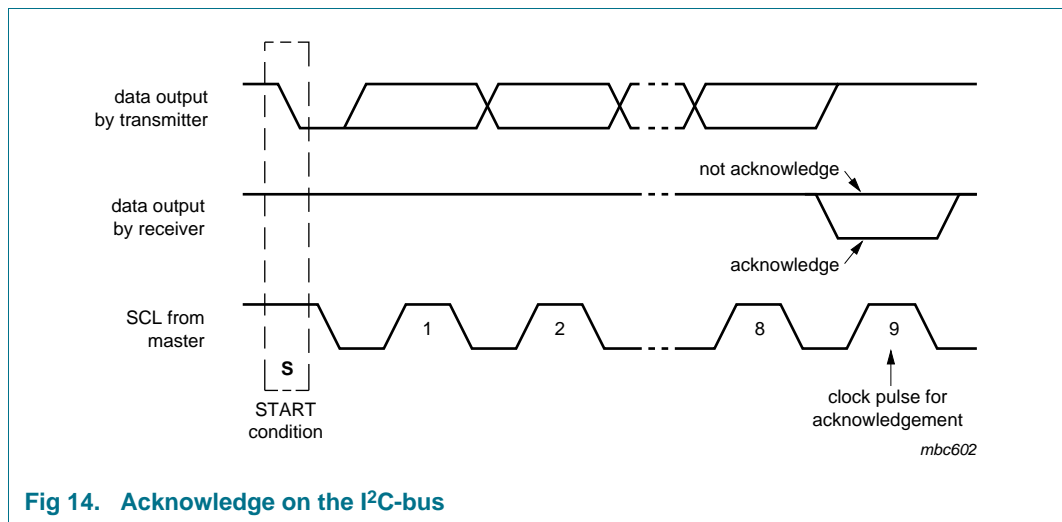 data output
by transmitter
not acknowledge
data output
by receiver
acknowledge
SCL from
master
1
2
8
9
S
START
condition
clock pulse for
acknowledgement
mbc602
Fig 14. Acknowledge on the I²C-bus